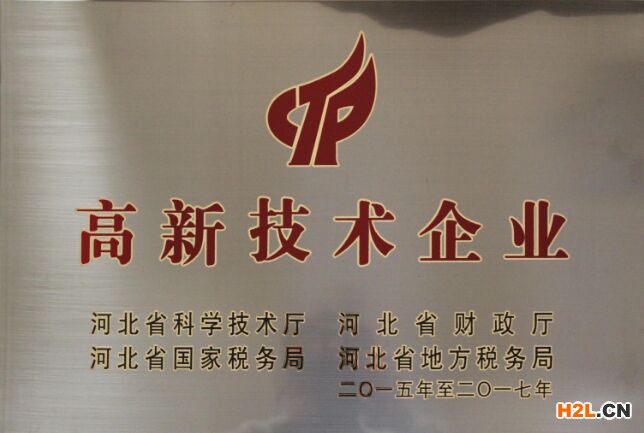 高新技术企业
河北省科学技术厅 河北省财政厅
河北省国家税务局 河北省地方税务局
二〇一五年至二〇一七年
H2L.CN